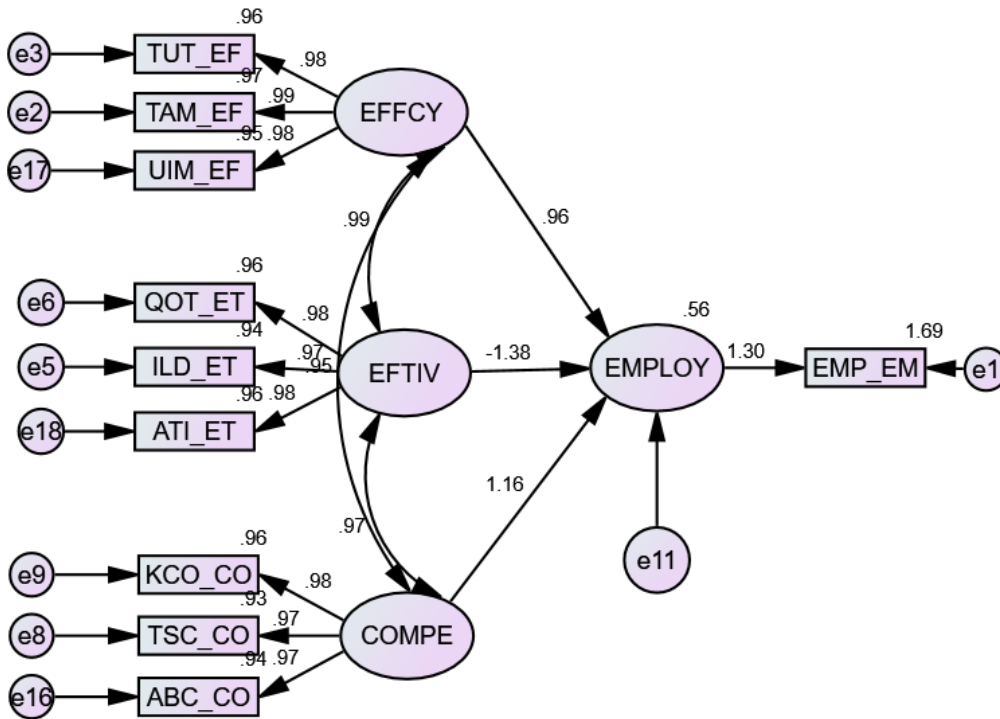 .96
e3 TUT_EF .98
.97
e2 TAM_EF .99 EFFCY
.95 .98
e17 UIM_EF
.99 .96
.96
e6 QOT_ET .98 .56
.94 1.69
e5 ILD_ET .97 EFTIV -1.38 EMPLOY 1.30 EMP_EM e1
.95
.96 .98
e18 ATI_ET
1.16
.97
.96
e9 KCO_CO .98 e11
.93
e8 TSC_CO .97 COMPE
.94 .97
e16 ABC_CO